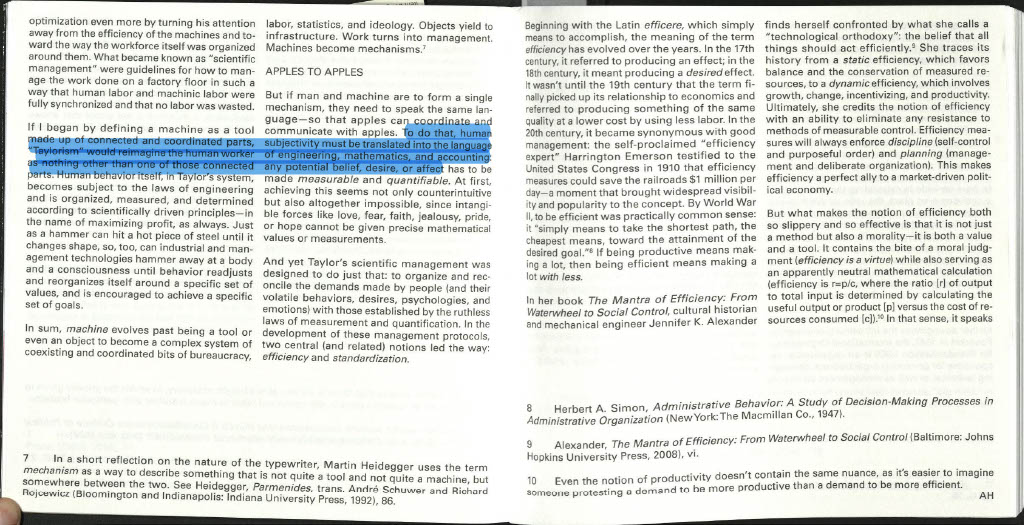 optimization even more by turning his attention
away from the efficiency of the machines and to-
ward the way the workforce itself was organized
around them. What became known as "scientific
management" were guidelines for how to man-
age the work done on a factory floor in such a
way that human labor and machinic labor were
fully synchronized and that no labor was wasted.
If I began by defining a machine as a tool
made up of connected and coordinated parts,
"Taylorism" would reimagine the human worker
as nothing other than one of those connected
parts. Human behavior itself, in Taylor's system,
becomes subject to the laws of engineering
and is organized, measured, and determined
according to scientifically driven principles—in
the name of maximizing profit, as always. Just
as a hammer can hit a hot piece of steel until it
changes shape, so, too, can industrial and man-
agement technologies hammer away at a body
and a consciousness until behavior readjusts
and reorganizes itself around a specific set of
values, and is encouraged to achieve a specific
set of goals.
In sum, machine evolves past being a tool or
even an object to become a complex system of
coexisting and coordinated bits of bureaucracy,
labor, statistics, and ideology. Objects yield to
infrastructure. Work turns into management.
Machines become mechanisms.7
APPLES TO APPLES
But if man and machine are to form a single
mechanism, they need to speak the same lan-
guage—so that apples can coordinate and
communicate with apples. To do that, human
subjectivity must be translated into the language
of engineering, mathematics, and accounting:
any potential belief, desire, or affect has to be
made measurable and quantifiable. At first,
achieving this seems not only counterintuitive
but also altogether impossible, since intangi-
ble forces like love, fear, faith, jealousy, pride,
or hope cannot be given precise mathematical
values or measurements.
And yet Taylor's scientific management was
designed to do just that: to organize and rec-
oncile the demands made by people (and their
volatile behaviors, desires, psychologies, and
emotions) with those established by the ruthless
laws of measurement and quantification. In the
development of these management protocols,
two central (and related) notions led the way:
efficiency and standardization.
7 In a short reflection on the nature of the typewriter, Martin Heidegger uses the term
mechanism as a way to describe something that is not quite a tool and not quite a machine, but
somewhere between the two. See Heidegger, Parmenides, trans. André Schuwer and Richard
Rojcewicz (Bloomington and Indianapolis: Indiana University Press, 1992), 86.
Beginning with the Latin efficere, which simply
means to accomplish, the meaning of the term
efficiency has evolved over the years. In the 17th
century, it referred to producing an effect; in the
18th century, it meant producing a desired effect.
It wasn't until the 19th century that the term fi-
nally picked up its relationship to economics and
referred to producing something of the same
quality at a lower cost by using less labor. In the
20th century, it became synonymous with good
management: the self-proclaimed "efficiency
expert" Harrington Emerson testified to the
United States Congress in 1910 that efficiency
measures could save the railroads $1 million per
day—a moment that brought widespread visibil-
ity and popularity to the concept. By World War
II, to be efficient was practically common sense:
it "simply means to take the shortest path, the
cheapest means, toward the attainment of the
desired goal."8 If being productive means mak-
ing a lot, then being efficient means making a
lot with less.
In her book The Mantra of Efficiency: From
Waterwheel to Social Control, cultural historian
and mechanical engineer Jennifer K. Alexander
finds herself confronted by what she calls a
"technological orthodoxy": the belief that all
things should act efficiently.9 She traces its
history from a static efficiency, which favors
balance and the conservation of measured re-
sources, to a dynamic efficiency, which involves
growth, change, incentivizing, and productivity.
Ultimately, she credits the notion of efficiency
with an ability to eliminate any resistance to
methods of measurable control. Efficiency mea-
sures will always enforce discipline (self-control
and purposeful order) and planning (manage-
ment and deliberate organization). This makes
efficiency a perfect ally to a market-driven polit-
ical economy.
But what makes the notion of efficiency both
so slippery and so effective is that it is not just
a method but also a morality—it is both a value
and a tool. It contains the bite of a moral judg-
ment (efficiency is a virtue) while also serving as
an apparently neutral mathematical calculation
(efficiency is r=p/c, where the ratio [r] of output
to total input is determined by calculating the
useful output or product [p] versus the cost of re-
sources consumed [c]).10 In that sense, it speaks
8 Herbert A. Simon, Administrative Behavior: A Study of Decision-Making Processes in
Administrative Organization (New York: The Macmillan Co., 1947).
9 Alexander, The Mantra of Efficiency: From Waterwheel to Social Control (Baltimore: Johns
Hopkins University Press, 2008), vi.
10 Even the notion of productivity doesn't contain the same nuance, as it's easier to imagine
someone protesting a demand to be more productive than a demand to be more efficient.
AH